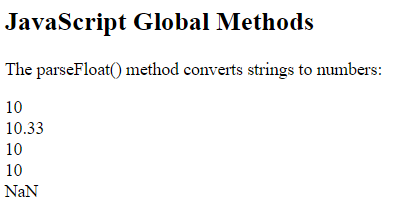 JavaScript Global Methods
The parseFloat() method converts strings to numbers:
10
10.33
10
10
NaN